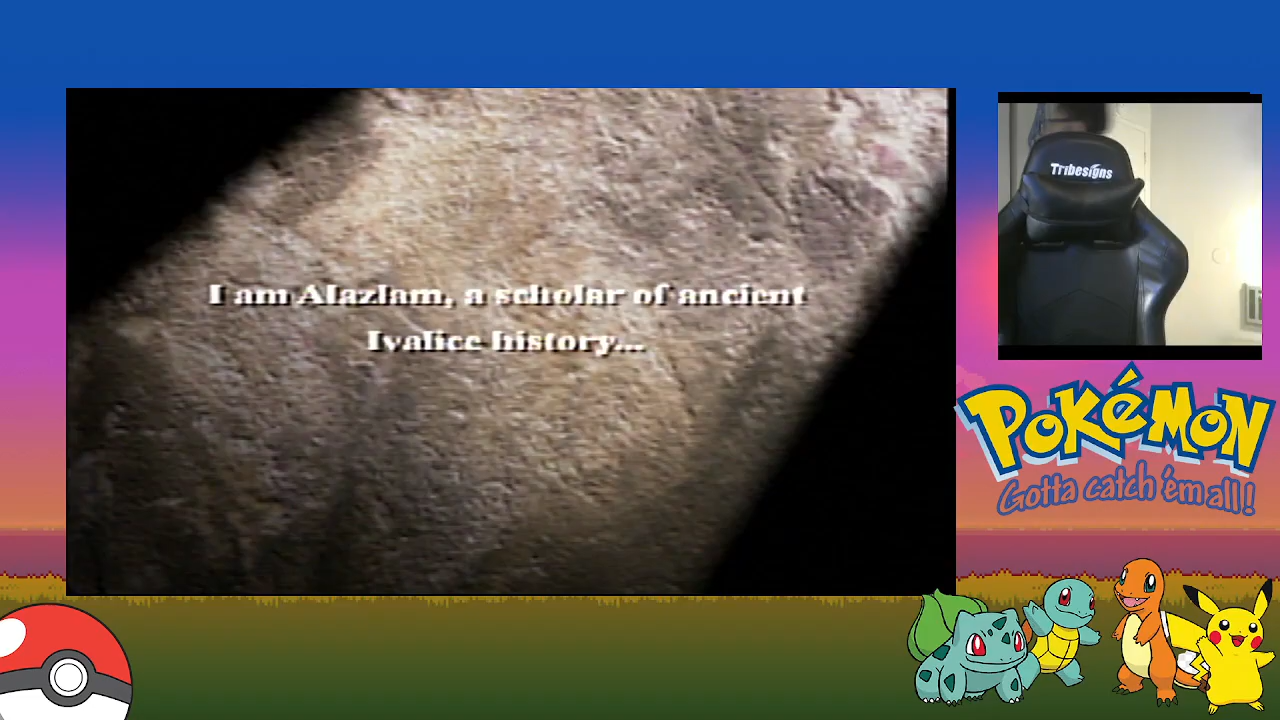 I am Alazlam, a scholar of ancient
Ivalice history...
Tribesigns
POKéMON
Gotta catch 'em all!